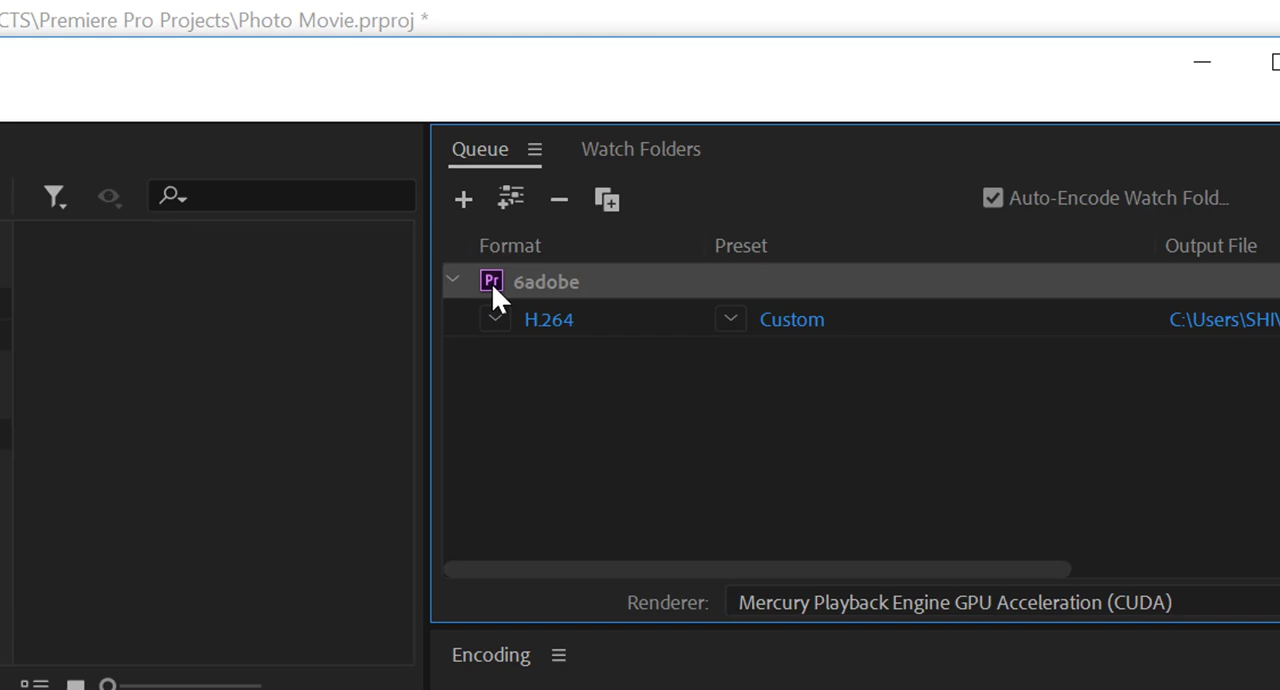 CTS\Premiere Pro Projects\Photo Movie.prproj *
Queue Watch Folders
Auto-Encode Watch Fold...
Format Preset Output File
Pr 6adobe
H.264 Custom C:\Users\SHI
Renderer: Mercury Playback Engine GPU Acceleration (CUDA)
Encoding